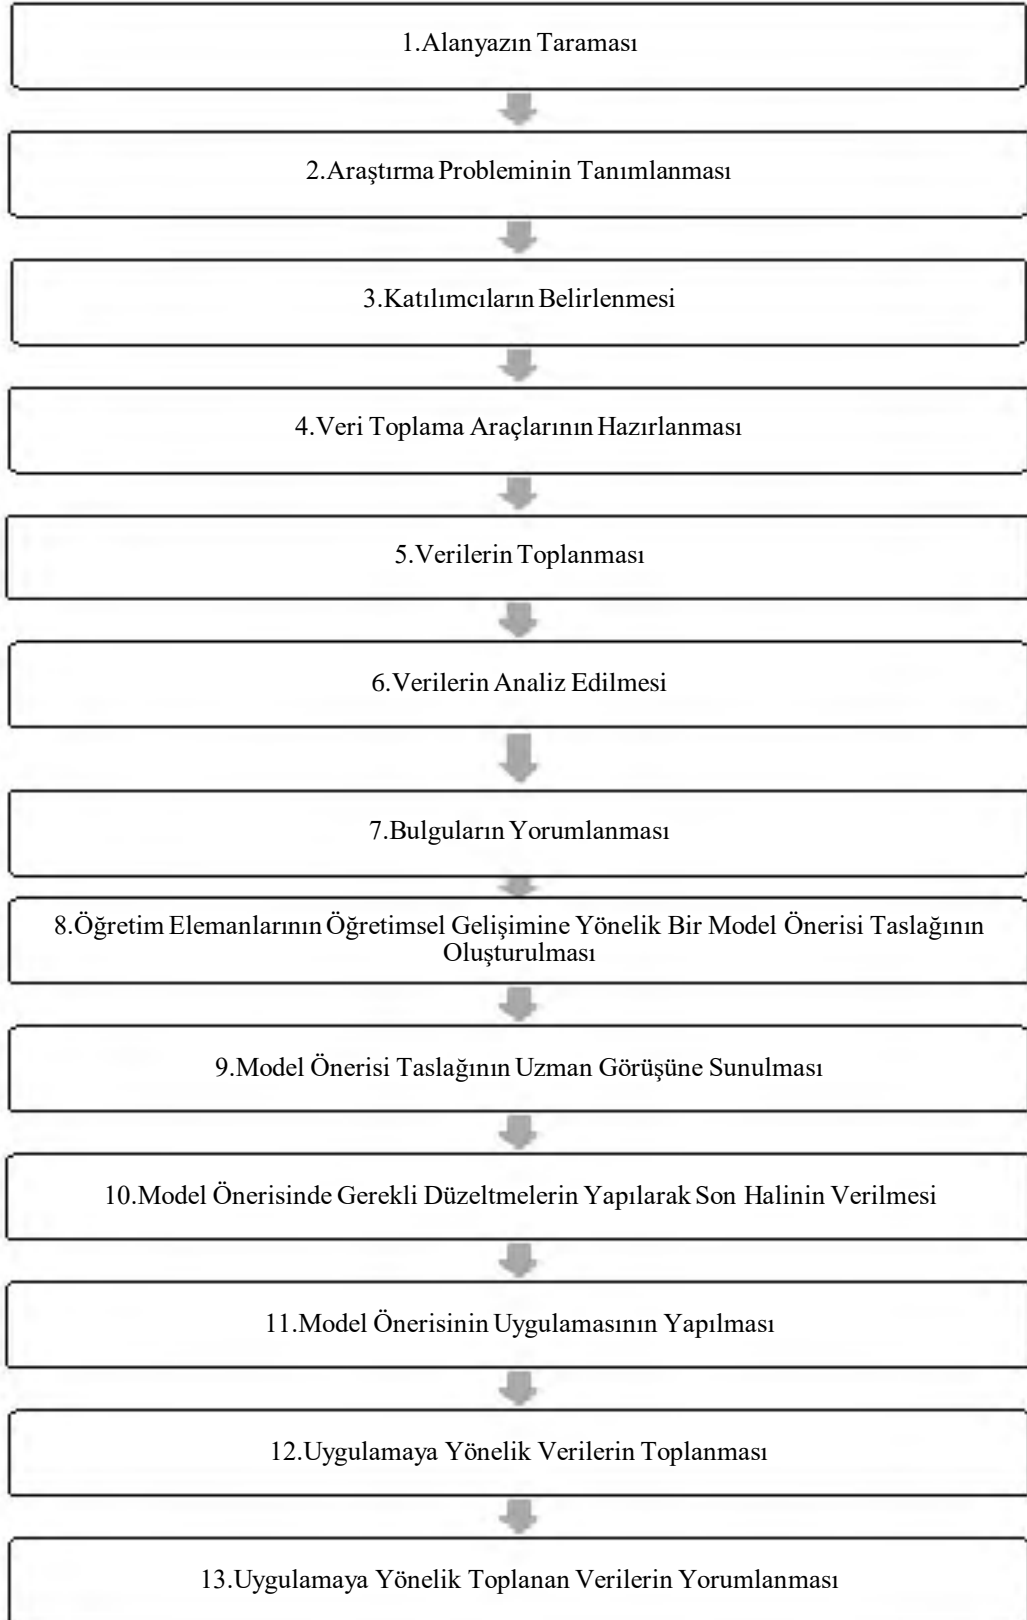 1.Alanyazın Taraması
2.Araştırma Probleminin Tanımlanması
3.Katılımcıların Belirlenmesi
4.Veri Toplama Araçlarının Hazırlanması
5.Verilerin Toplanması
6.Verilerin Analiz Edilmesi
7.Bulguların Yorumlanması
8.Öğretim Elemanlarının Öğretimsel Gelişimine Yönelik Bir Model Önerisi Taslağının
Oluşturulması
9.Model Önerisi Taslağının Uzman Görüşüne Sunulması
10.Model Önerisinde Gerekli Düzeltmelerin Yapılarak Son Halinin Verilmesi
11.Model Önerisinin Uygulamasının Yapılması
12.Uygulamaya Yönelik Verilerin Toplanması
13.Uygulamaya Yönelik Toplanan Verilerin Yorumlanması